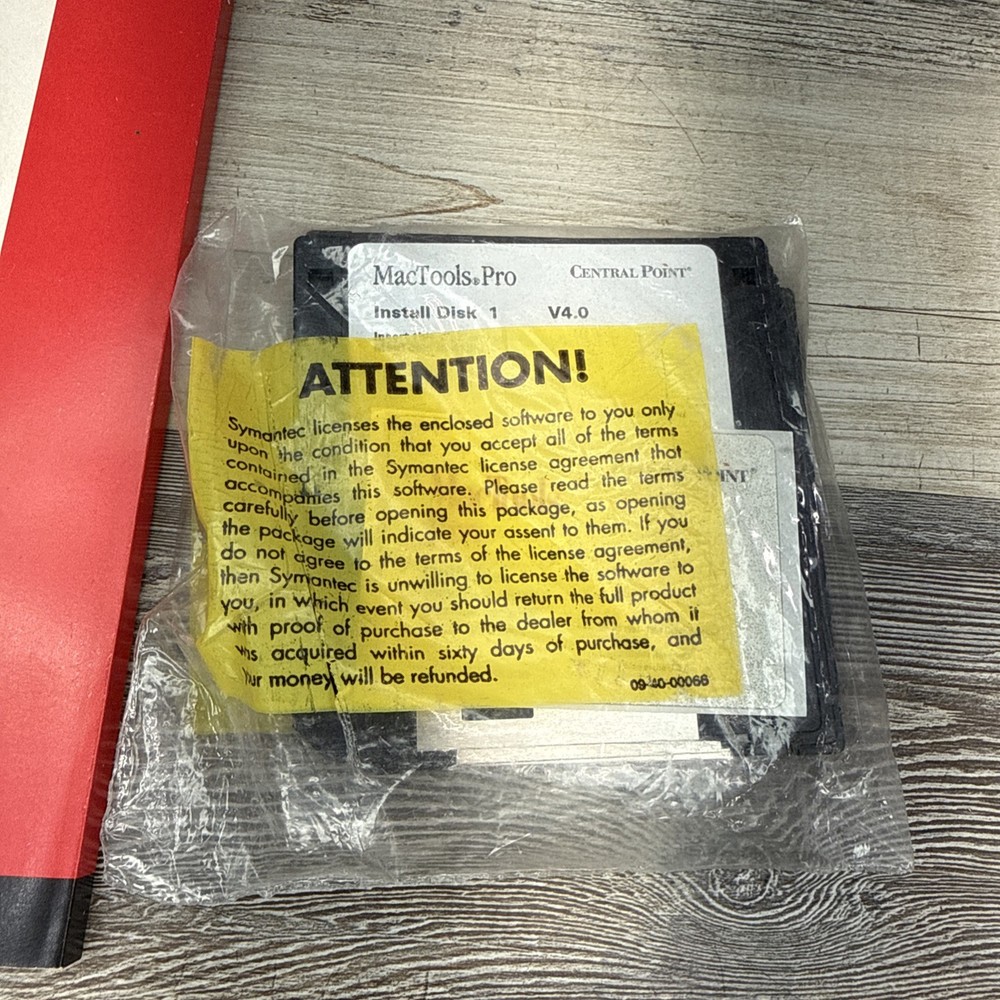 MacTools® Pro CENTRAL POINT®
Install Disk 1 V4.0
ATTENTION!
Symantec licenses the enclosed software to you only
upon the condition that you accept all of the terms
contained in the Symantec license agreement that
accompanies this software. Please read the terms
carefully before opening this package, as opening
the package will indicate your assent to them. If you
do not agree to the terms of the license agreement,
then Symantec is unwilling to license the software to
you, in which event you should return the full product
with proof of purchase to the dealer from whom it
was acquired within sixty days of purchase, and
your money will be refunded.
09-40-00066